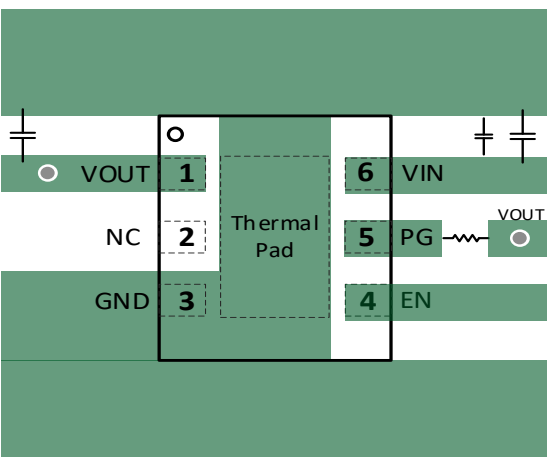 VOUT 1
6 VIN
VOUT
NC 2
Thermal
Pad
5 PG
GND 3
4 EN